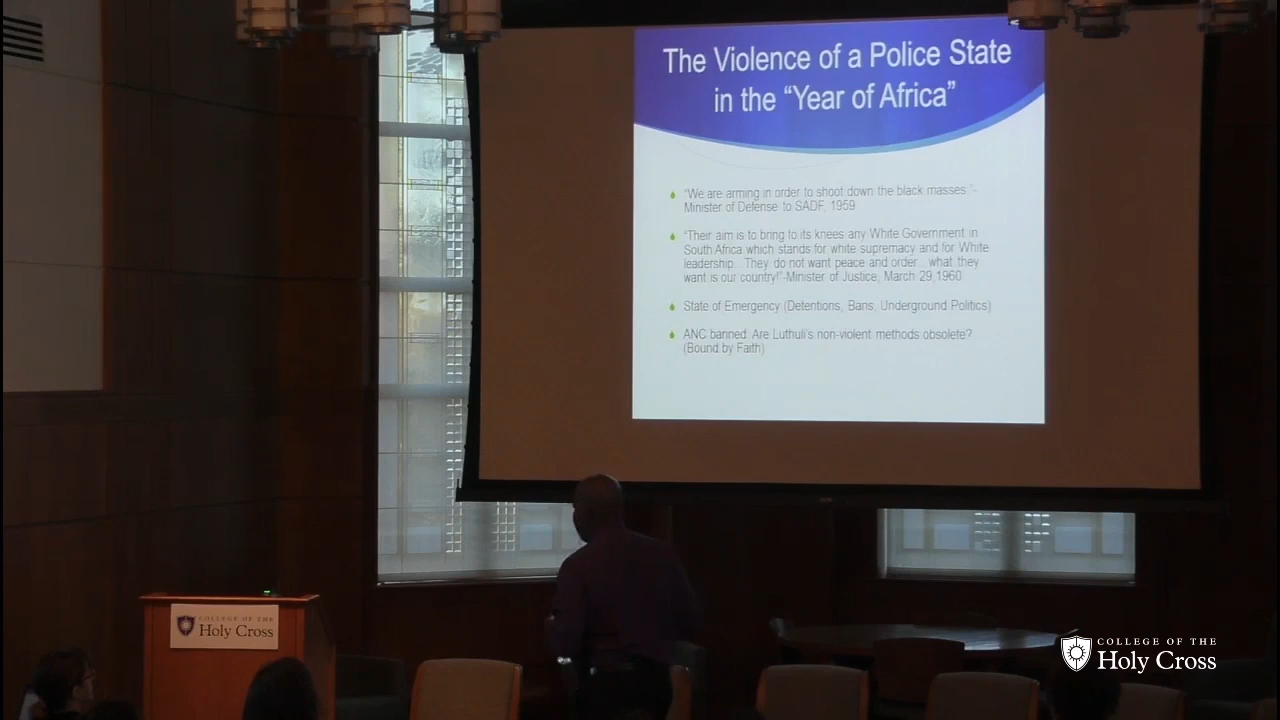 The Violence of a Police State
in the “Year of Africa”
“We are arming in order to shoot down the black masses.”-
Minister of Defense to SADF, 1959
“Their aim is to bring to its knees any White Government in
South Africa which stands for white supremacy and for White
leadership...They do not want peace and order...what they
want is our country!”-Minister of Justice, March 29,1960
State of Emergency (Detentions, Bans, Underground Politics)
ANC banned. Are Luthuli’s non-violent methods obsolete?
(Bound by Faith)
COLLEGE OF THE
Holy Cross
COLLEGE OF THE
Holy Cross